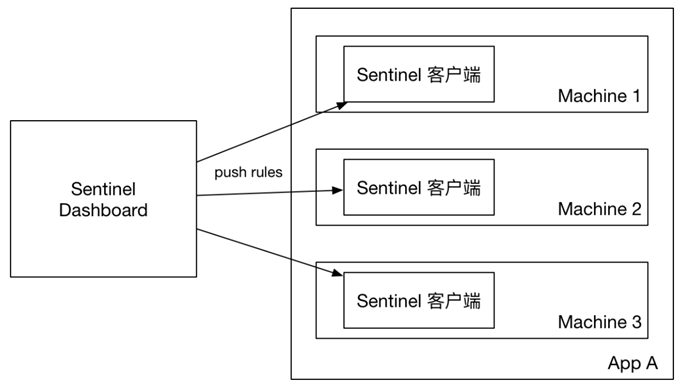 Sentinel
Dashboard
push rules
Sentinel 客户端
Machine 1
Sentinel 客户端
Machine 2
Sentinel 客户端
Machine 3
App A